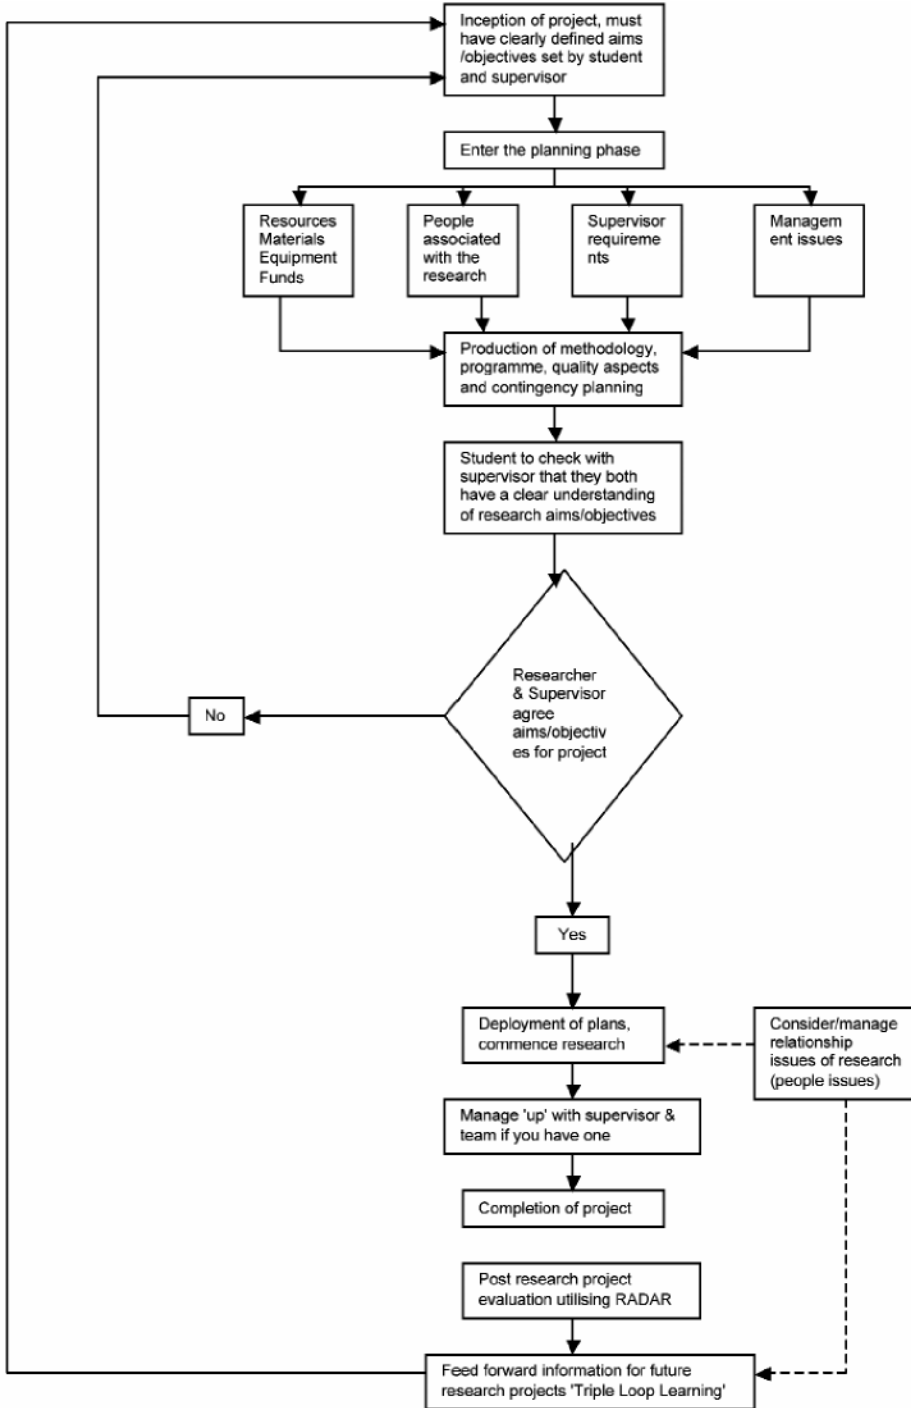 Inception of project, must
have clearly defined aims
/objectives set by student
and supervisor
Enter the planning phase
Resources
Materials
Equipment
Funds
People
associated
with the
research
Supervisor
requireme
nts
Managem
ent issues
Production of methodology,
programme, quality aspects
and contingency planning
Student to check with
supervisor that they both
have a clear understanding
of research aims/objectives
Researcher
& Supervisor
agree
aims/objectiv
es for project
No
Yes
Deployment of plans,
commence research
Consider/manage
relationship
issues of research
(people issues)
Manage 'up' with supervisor &
team if you have one
Completion of project
Post research project
evaluation utilising RADAR
Feed forward information for future
research projects 'Triple Loop Learning'